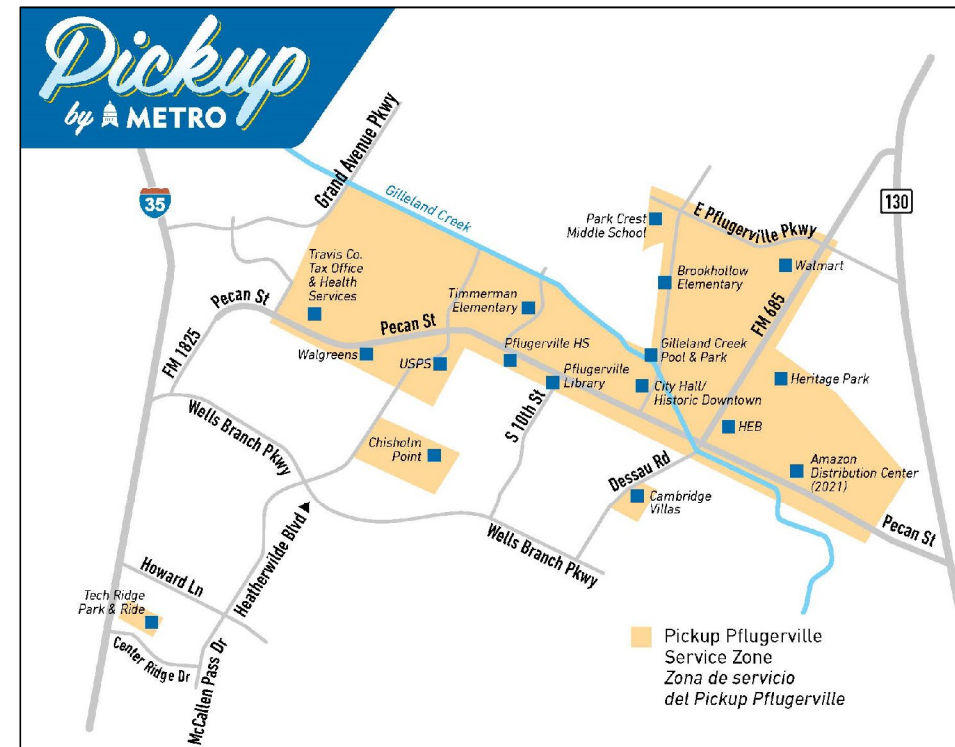 Pickup
by METRO
Grand Avenue Pkwy
35
Gilleland Creek
130
Park Crest
Middle School
E Pflugerville Pkwy
Travis Co.
Tax Office
& Health
Services
Walmart
Brookhollow
Elementary
Timmerman
Elementary
Pecan St
FM 685
Pecan St
FM 1825
Walgreens
USPS
Pflugerville HS
Gilleland Creek
Pool & Park
Pflugerville
Library
City Hall/
Historic Downtown
Heritage Park
Wells Branch Pkwy
S 10th St
HEB
Chisholm
Point
Dessau Rd
Amazon
Distribution Center
(2021)
Cambridge
Villas
Pecan St
Wells Branch Pkwy
Heatherwilde Blvd
Howard Ln
Tech Ridge
Park & Ride
Center Ridge Dr
McCallen Pass Dr
Pickup Pflugerville
Service Zone
Zona de servicio
del Pickup Pflugerville